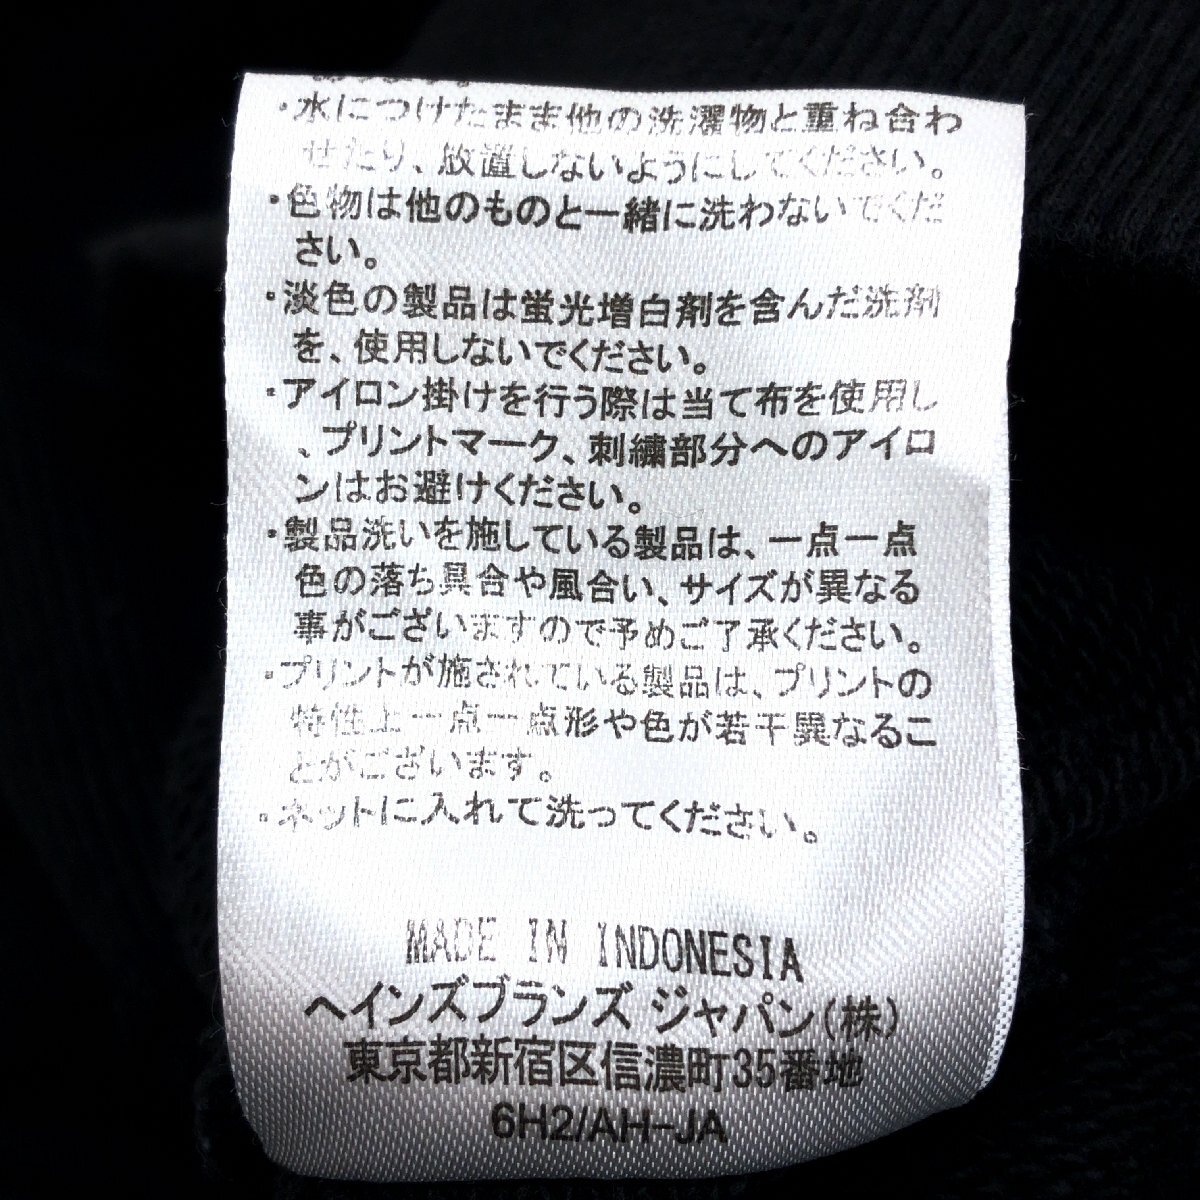 ・水につけたまま他の洗濯物と重ね合わ
せたり、放置しないようにしてください。
・色物は他のものと一緒に洗わないでくだ
さい。
・淡色の製品は蛍光増白剤を含んだ洗剤
を、使用しないでください。
・アイロン掛けを行う際は当て布を使用し
、プリントマーク、刺繍部分へのアイロ
ンはお避けください。
・製品洗いを施している製品は、一点一点
色の落ち具合や風合い、サイズが異なる
事がございますので予めご了承ください。
・プリントが施されている製品は、プリントの
特性上一点一点形や色が若干異なるこ
とがございます。
・ネットに入れて洗ってください。
MADE IN INDONESIA
ヘインズブランズ ジャパン(株)
東京都新宿区信濃町35番地
6H2/AH-JA